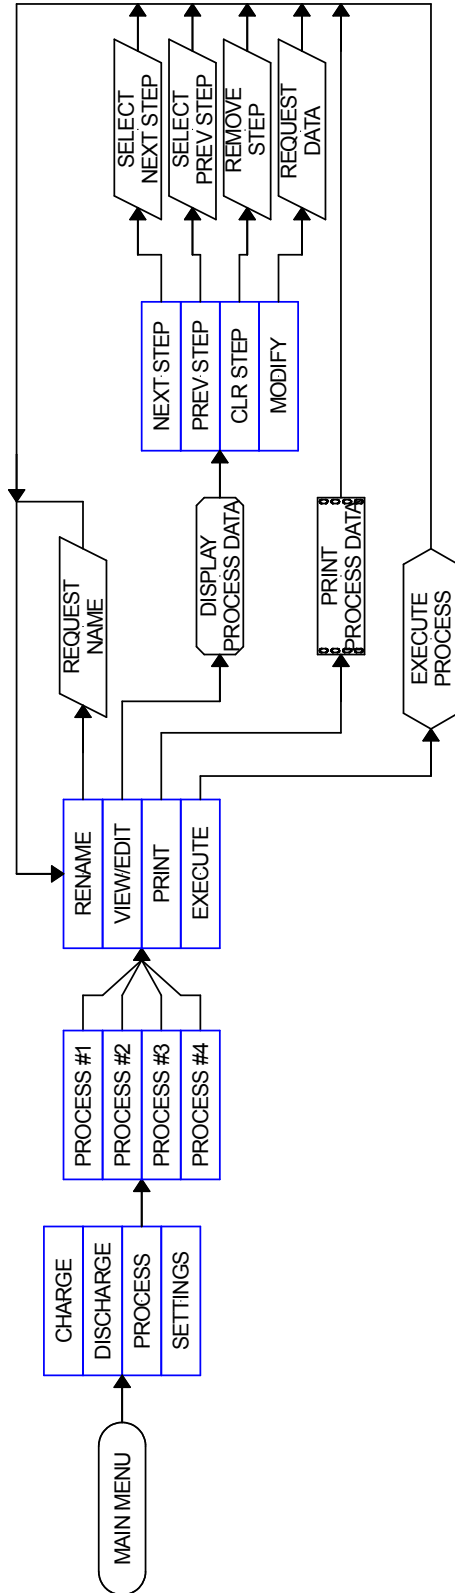 MAIN MENU
CHARGE
DISCHARGE
PROCESS
SETTINGS
PROCESS #1
PROCESS #2
PROCESS #3
PROCESS #4
RENAME
VIEW/EDIT
PRINT
EXECUTE
REQUEST
NAME
DISPLAY
PROCESS DATA
PRINT
PROCESS DATA
EXECUTE
PROCESS
NEXT STEP
PREV STEP
CLR STEP
MODIFY
SELECT
NEXT STEP
SELECT
PREV STEP
REMOVE
STEP
REQUEST
DATA